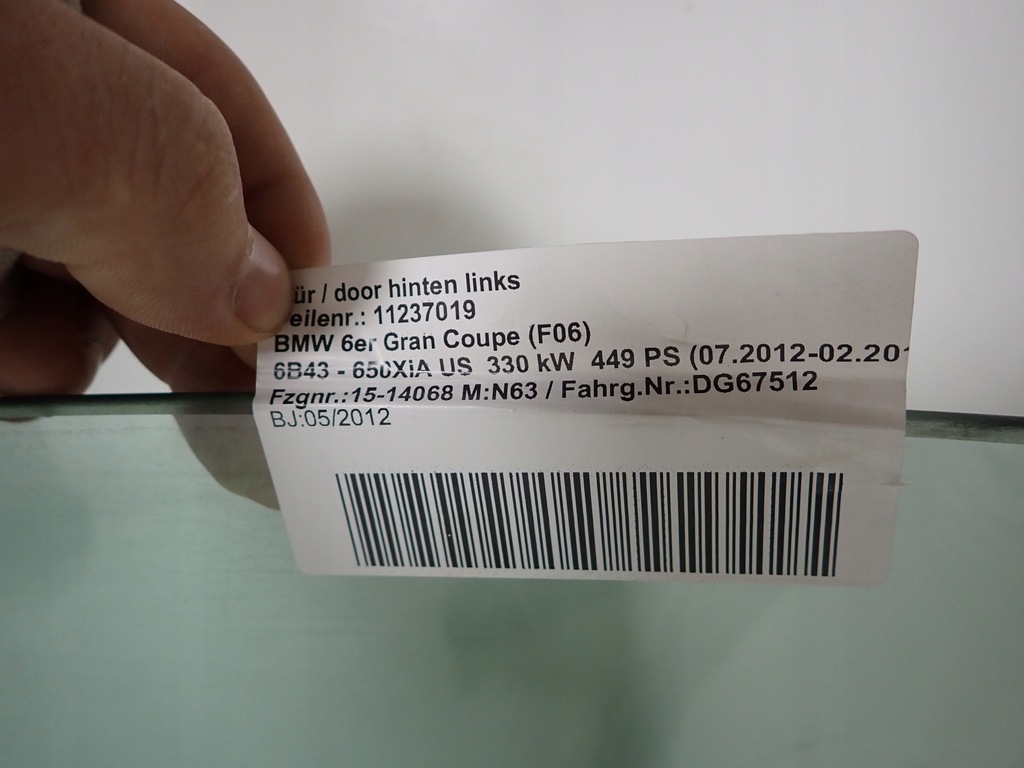 ür / door hinten links
eilenr.: 11237019
BMW 6er Gran Coupe (F06)
6B43 - 650XiA US 330 kW 449 PS (07.2012-02.201
Fzgnr.:15-14068 M:N63 / Fahrg.Nr.:DG67512
BJ:05/2012